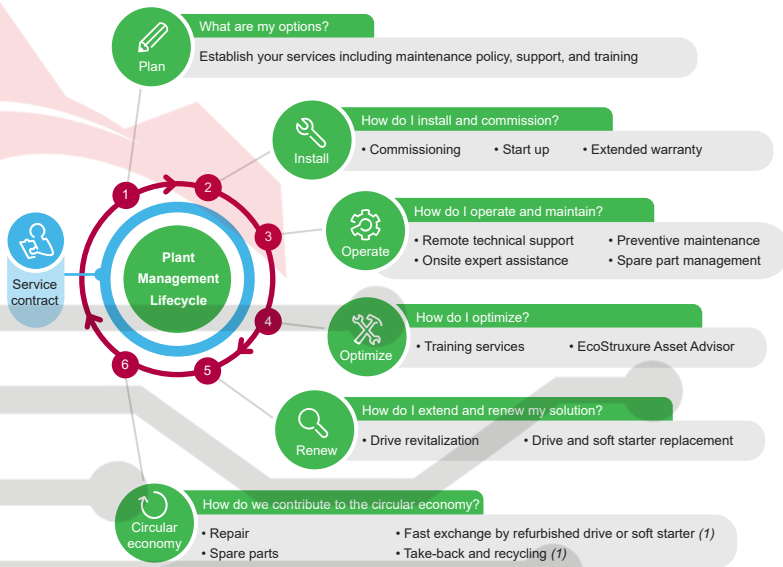 What are my options?
Plan
Establish your services including maintenance policy, support, and training
How do I install and commission?
Install
• Commissioning • Start up • Extended warranty
1
2
3
4
5
6
Plant
Management
Lifecycle
Service
contract
How do I operate and maintain?
Operate
• Remote technical support • Preventive maintenance
• Onsite expert assistance • Spare part management
How do I optimize?
Optimize
• Training services • EcoStruxure Asset Advisor
How do I extend and renew my solution?
Renew
• Drive revitalization • Drive and soft starter replacement
How do we contribute to the circular economy?
Circular
economy
• Repair • Fast exchange by refurbished drive or soft starter (1)
• Spare parts • Take-back and recycling (1)